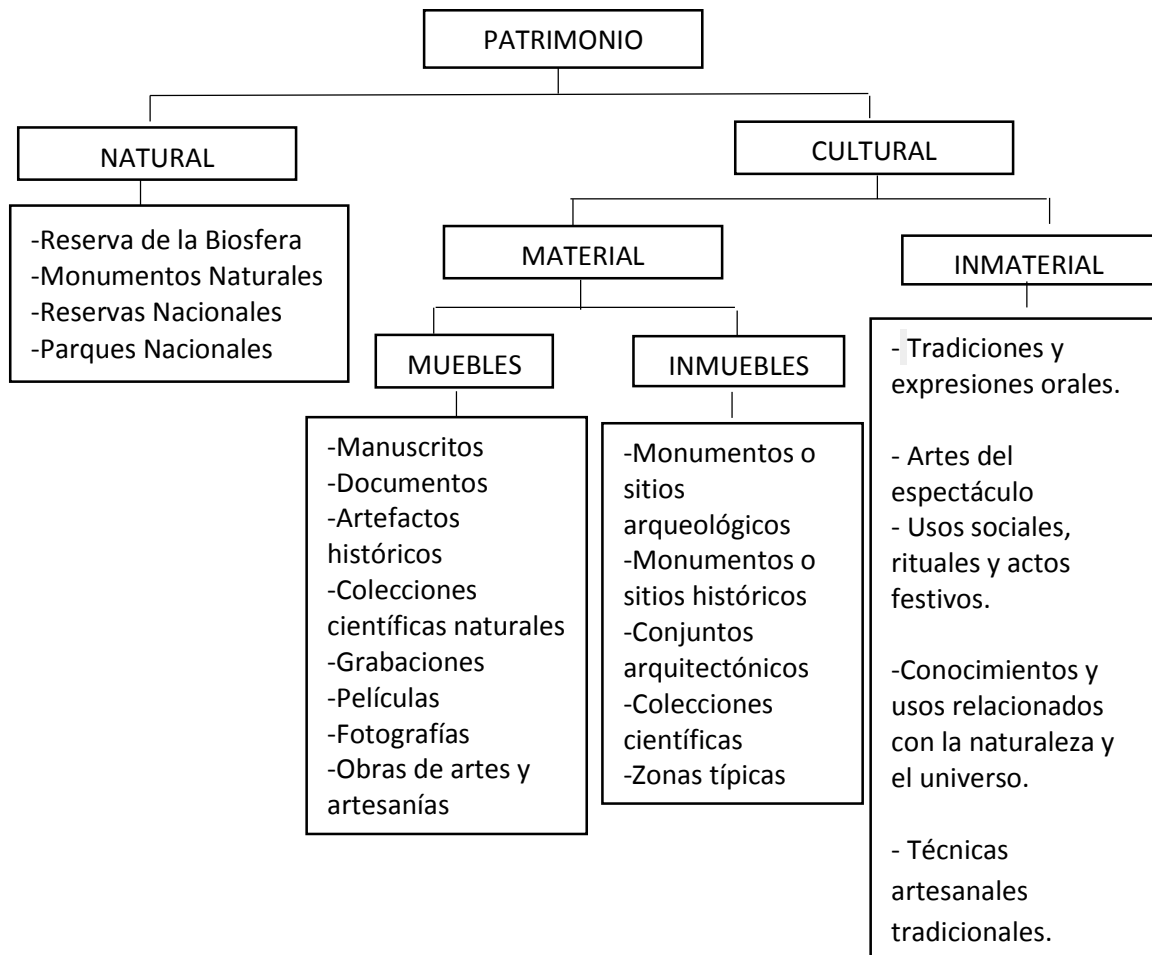 PATRIMONIO
NATURAL
-Reserva de la Biosfera
-Monumentos Naturales
-Reservas Nacionales
-Parques Nacionales
CULTURAL
MATERIAL
MUEBLES
-Manuscritos
-Documentos
-Artefactos
históricos
-Colecciones
científicas naturales
-Grabaciones
-Películas
-Fotografías
-Obras de artes y
artesanías
INMUEBLES
-Monumentos o
sitios
arqueológicos
-Monumentos o
sitios históricos
-Conjuntos
arquitectónicos
-Colecciones
científicas
-Zonas típicas
INMATERIAL
- Tradiciones y
expresiones orales.
- Artes del
espectáculo
- Usos sociales,
rituales y actos
festivos.
-Conocimientos y
usos relacionados
con la naturaleza y
el universo.
- Técnicas
artesanales
tradicionales.